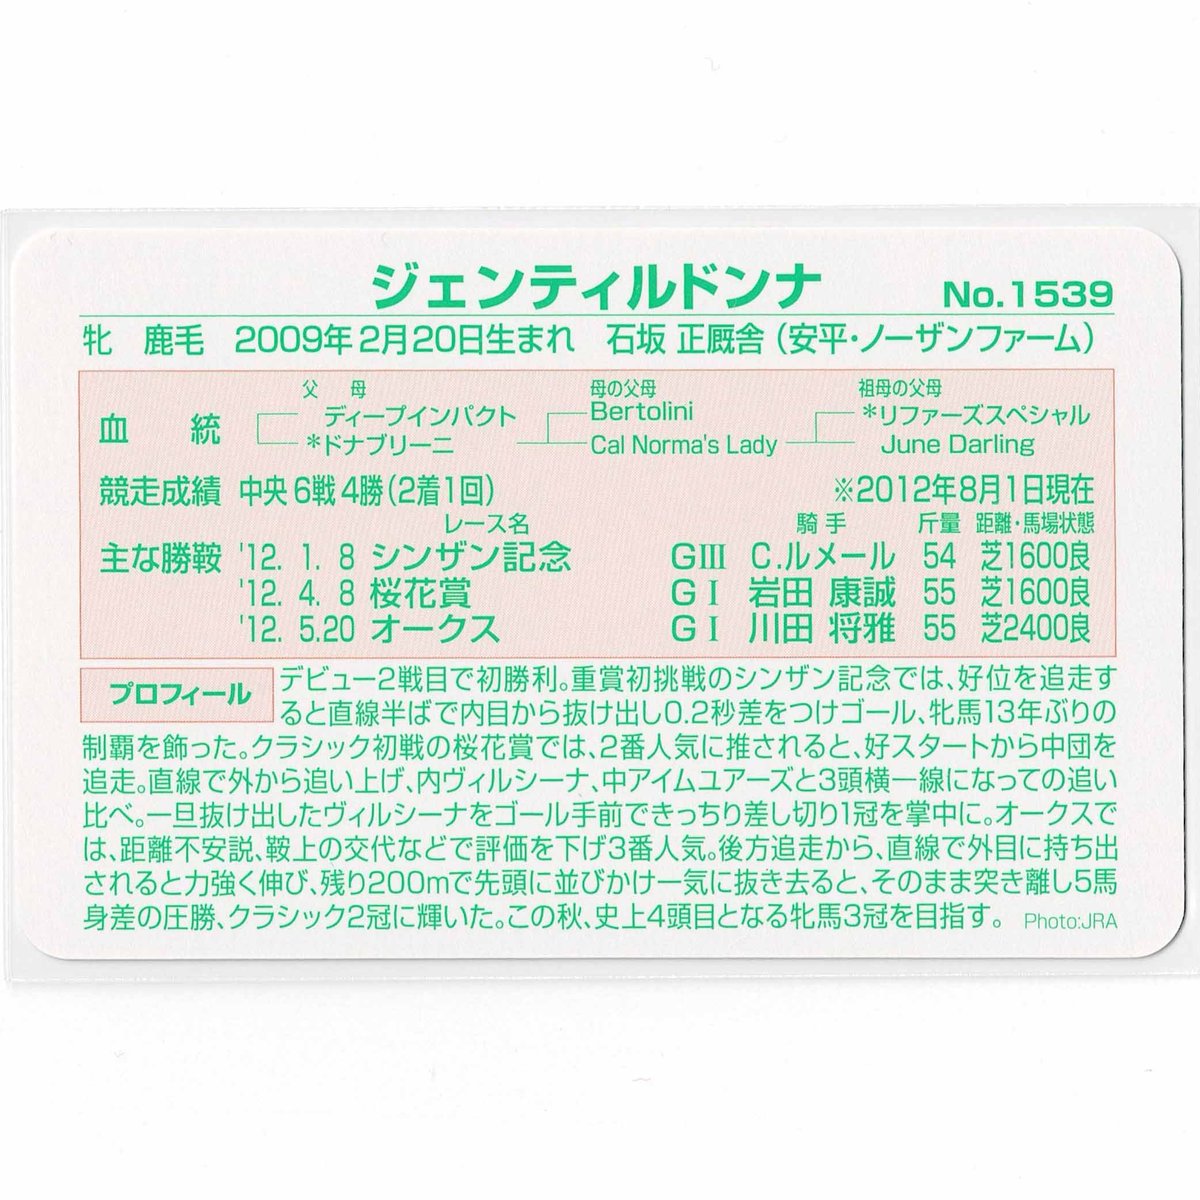 ジェンティルドンナ No.1539
牝 鹿毛 2009年2月20日生まれ 石坂 正厩舎(安平・ノーザンファーム)
父 母 母の父母 祖母の父母
ディープインパクト Bertolini *リファーズスペシャル
血統 *ドナブリーニ Cal Norma's Lady June Darling
競走成績 中央6戦4勝(2着1回) ※2012年8月1日現在
レース名 騎手 斤量 距離・馬場状態
主な勝鞍 '12. 1. 8 シンザン記念 GⅢ C.ルメール 54 芝1600良
'12. 4. 8 桜花賞 GⅠ 岩田 康誠 55 芝1600良
'12. 5.20 オークス GⅠ 川田 将雅 55 芝2400良
プロフィール デビュー2戦目で初勝利。重賞初挑戦のシンザン記念では、好位を追走す
ると直線半ばで内目から抜け出し0.2秒差をつけゴール、牝馬13年ぶりの
制覇を飾った。クラシック初戦の桜花賞では、2番人気に推されると、好スタートから中団を
追走。直線で外から追い上げ、内ヴィルシーナ、中アイムユアーズと3頭横一線になっての追い
比べ。一旦抜け出したヴィルシーナをゴール手前できっちり差し切り1冠を掌中に。オークスで
は、距離不安説、鞍上の交代などで評価を下げ3番人気。後方追走から、直線で外目に持ち出
されると力強く伸び、残り200mで先頭に並びかけ一気に抜き去ると、そのまま突き離し5馬
身差の圧勝、クラシック2冠に輝いた。この秋、史上4頭目となる牝馬3冠を目指す。 Photo:JRA